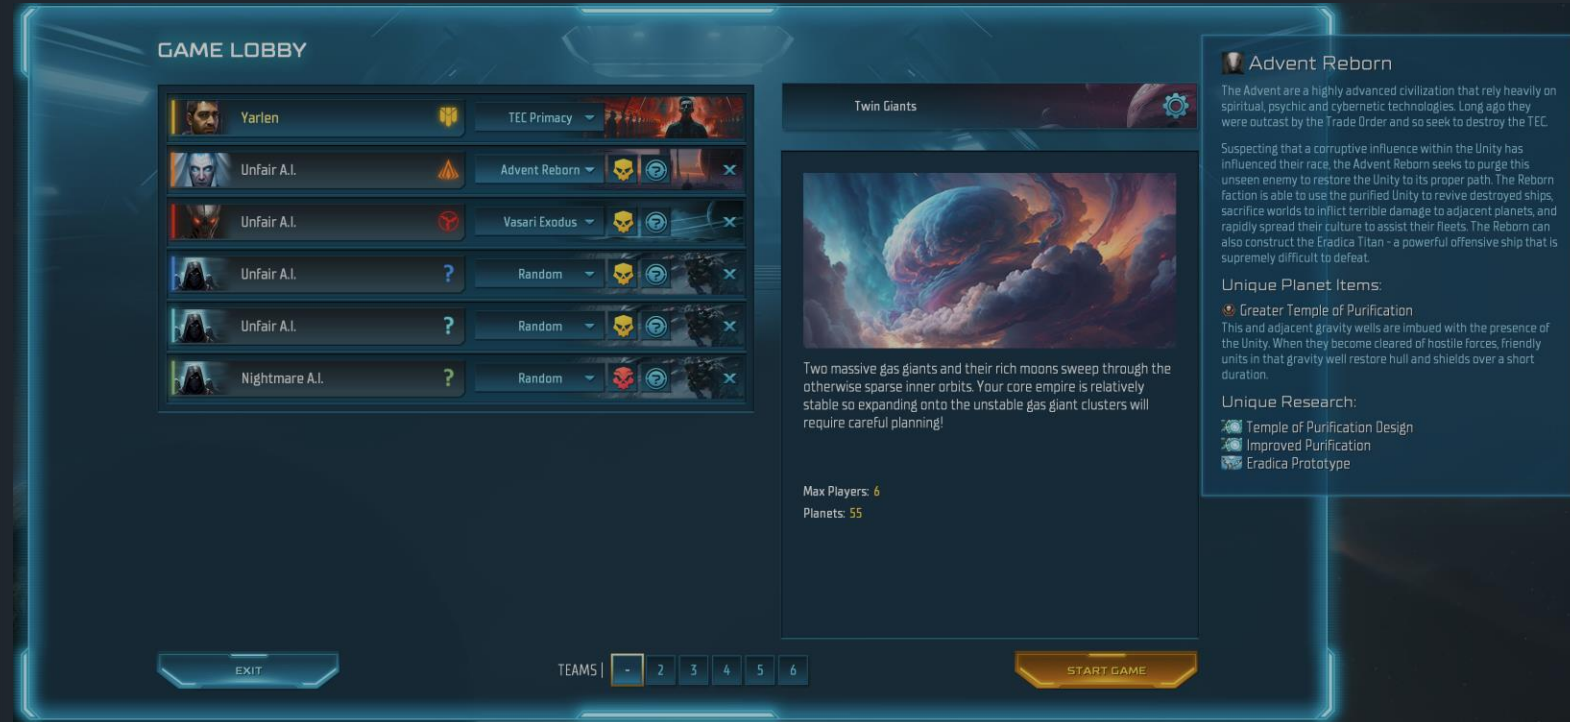 GAME LOBBY
Yarlen
TEC Primacy
Unfair A.I.
Advent Reborn
Unfair A.I.
Vasari Exodus
Unfair A.I.
?
Random
Unfair A.I.
?
Random
Nightmare A.I.
?
Random
EXIT
TEAMS |
-
2
3
4
5
6
Twin Giants
Two massive gas giants and their rich moons sweep through the
otherwise sparse inner orbits. Your core empire is relatively
stable so expanding onto the unstable gas giant clusters will
require careful planning!
Max Players: 6
Planets: 55
START GAME
Advent Reborn
The Advent are a highly advanced civilization that rely heavily on
spiritual, psychic and cybernetic technologies. Long ago they
were outcast by the Trade Order and so seek to destroy the TEC.
Suspecting that a corruptive influence within the Unity has
influenced their race, the Advent Reborn seeks to purge this
unseen enemy to restore the Unity to its proper path. The Reborn
faction is able to use the purified Unity to revive destroyed ships,
sacrifice worlds to inflict terrible damage to adjacent planets, and
rapidly spread their culture to assist their fleets. The Reborn can
also construct the Eradica Titan - a powerful offensive ship that is
supremely difficult to defeat.
Unique Planet Items:
Greater Temple of Purification
This and adjacent gravity wells are imbued with the presence of
the Unity. When they become cleared of hostile forces, friendly
units in that gravity well restore hull and shields over a short
duration.
Unique Research:
Temple of Purification Design
Improved Purification
Eradica Prototype